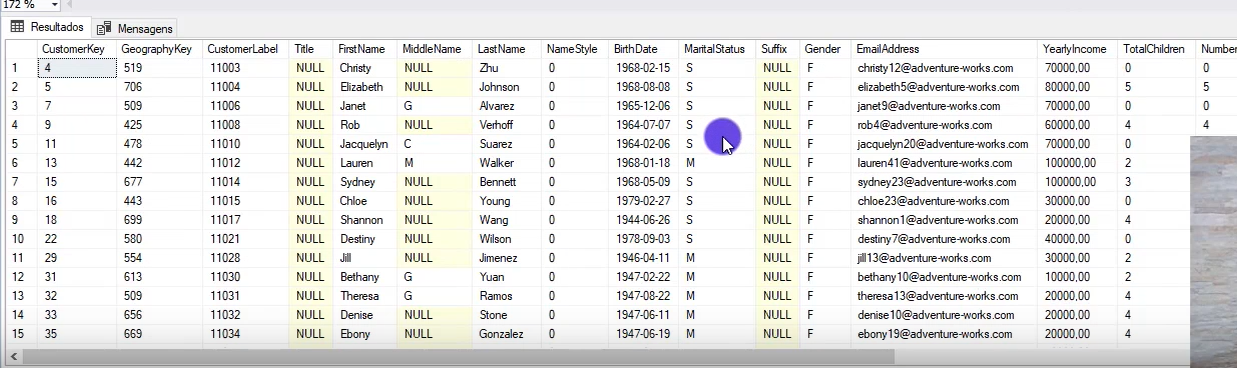 172 %
Resultados Mensagens
CustomerKey GeographyKey CustomerLabel Title FirstName MiddleName LastName NameStyle BirthDate MaritalStatus Suffix Gender EmailAddress YearlyIncome TotalChildren Number
1 4 519 11003 NULL Christy NULL Zhu 0 1968-02-15 S NULL F christy12@adventure-works.com 70000,00 0 0
2 5 706 11004 NULL Elizabeth NULL Johnson 0 1968-08-08 S NULL F elizabeth5@adventure-works.com 80000,00 5 5
3 7 509 11006 NULL Janet G Alvarez 0 1965-12-06 S NULL F janet9@adventure-works.com 70000,00 0 0
4 9 425 11008 NULL Rob NULL Verhoff 0 1964-07-07 S NULL F rob4@adventure-works.com 60000,00 4 4
5 11 478 11010 NULL Jacquelyn C Suarez 0 1964-02-06 S NULL F jacquelyn20@adventure-works.com 70000,00 0
6 13 442 11012 NULL Lauren M Walker 0 1968-01-18 M NULL F lauren41@adventure-works.com 100000,00 2
7 15 677 11014 NULL Sydney NULL Bennett 0 1968-05-09 S NULL F sydney23@adventure-works.com 100000,00 3
8 16 443 11015 NULL Chloe NULL Young 0 1979-02-27 S NULL F chloe23@adventure-works.com 30000,00 0
9 18 699 11017 NULL Shannon NULL Wang 0 1944-06-26 S NULL F shannon1@adventure-works.com 20000,00 4
10 22 580 11021 NULL Destiny NULL Wilson 0 1978-09-03 S NULL F destiny7@adventure-works.com 40000,00 0
11 29 554 11028 NULL Jill NULL Jimenez 0 1946-04-11 M NULL F jill13@adventure-works.com 30000,00 2
12 31 613 11030 NULL Bethany G Yuan 0 1947-02-22 M NULL F bethany10@adventure-works.com 10000,00 2
13 32 509 11031 NULL Theresa G Ramos 0 1947-08-22 M NULL F theresa13@adventure-works.com 20000,00 4
14 33 656 11032 NULL Denise NULL Stone 0 1947-06-11 M NULL F denise10@adventure-works.com 20000,00 4
15 35 669 11034 NULL Ebony NULL Gonzalez 0 1947-06-19 M NULL F ebony19@adventure-works.com 20000,00 4